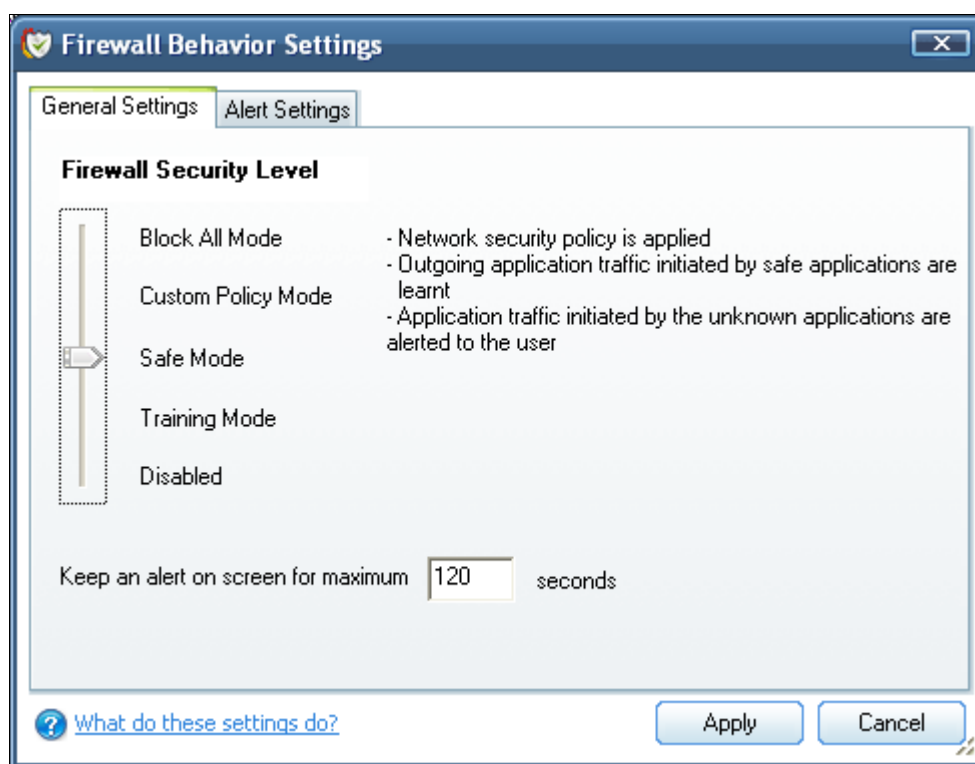 Firewall Behavior Settings
General Settings
Alert Settings
Firewall Security Level
Block All Mode
Custom Policy Mode
Safe Mode
Training Mode
Disabled
- Network security policy is applied
- Outgoing application traffic initiated by safe applications are
learnt
- Application traffic initiated by the unknown applications are
alerted to the user
Keep an alert on screen for maximum 120 seconds
What do these settings do?
Apply
Cancel